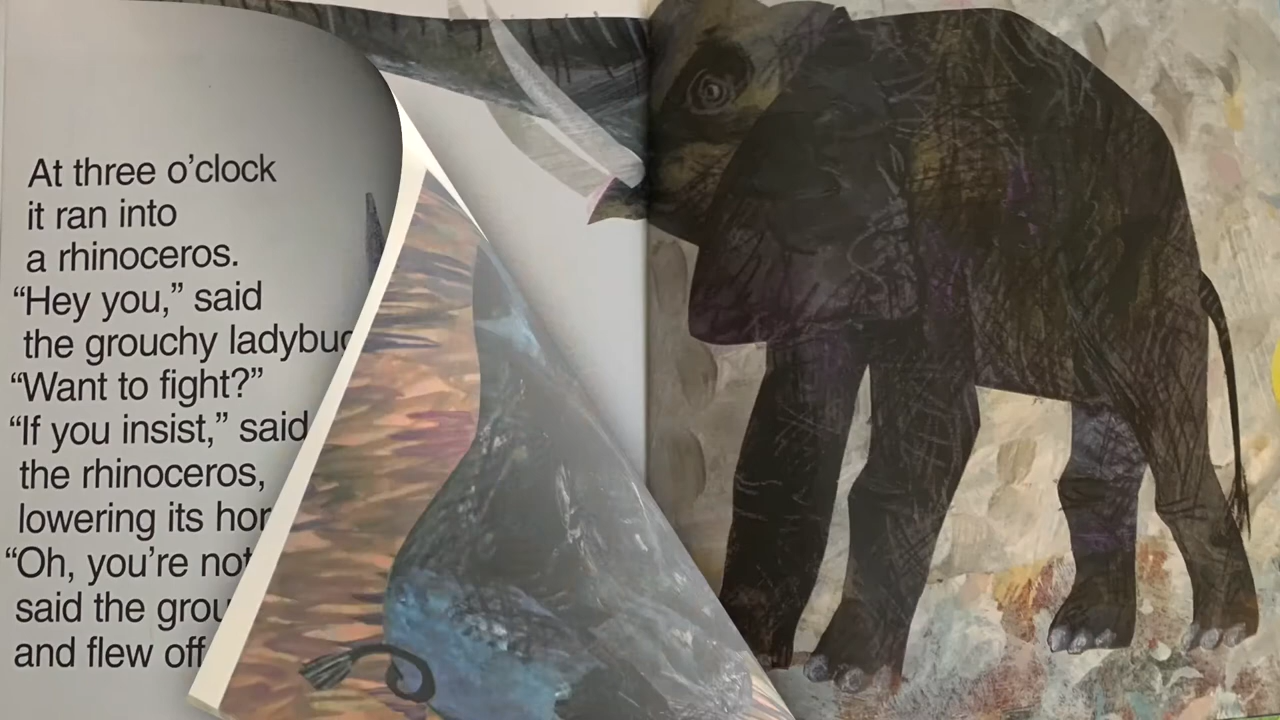 At three o’clock
it ran into
a rhinoceros.
“Hey you,” said
the grouchy ladybug
“Want to fight?”
“If you insist,” said
the rhinoceros,
lowering its hor
“Oh, you’re not
said the grou
and flew off